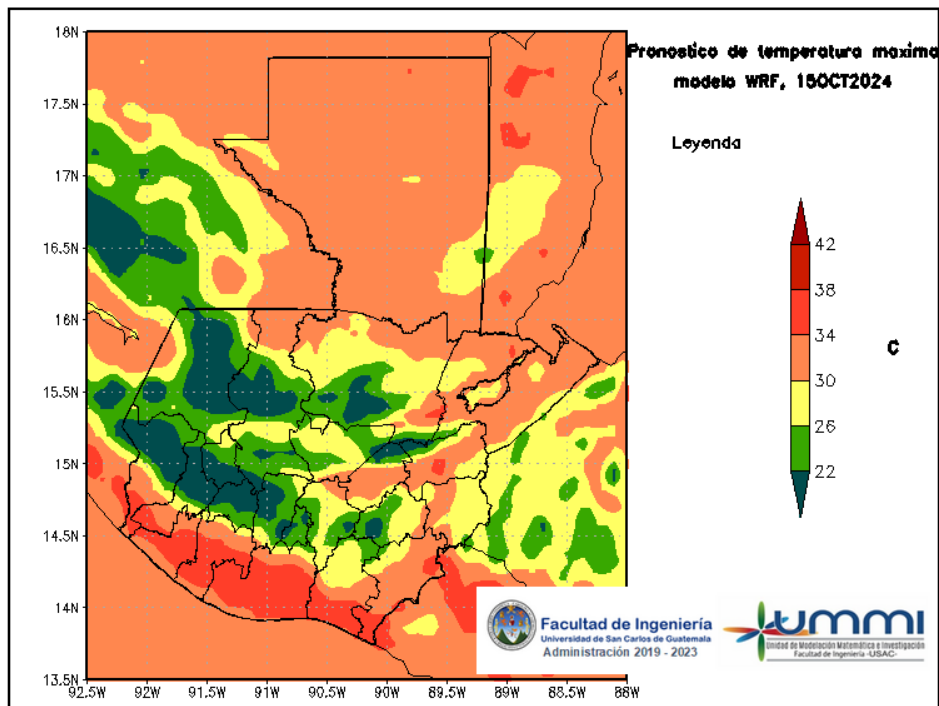 Pronostico de temperatura maxima
modelo WRF, 15OCT2024
Leyenda
42
38
34
30
26
22
C
18N
17.5N
17N
16.5N
16N
15.5N
15N
14.5N
14N
13.5N
92.5W 92W 91.5W 91W 90.5W 90W 89.5W 89W 88.5W 88W
Facultad de Ingeniería
Universidad de San Carlos de Guatemala
Administración 2019 - 2023
UMMI
Unidad de Modelación Matemática e Investigación
Facultad de Ingeniería -USAC-